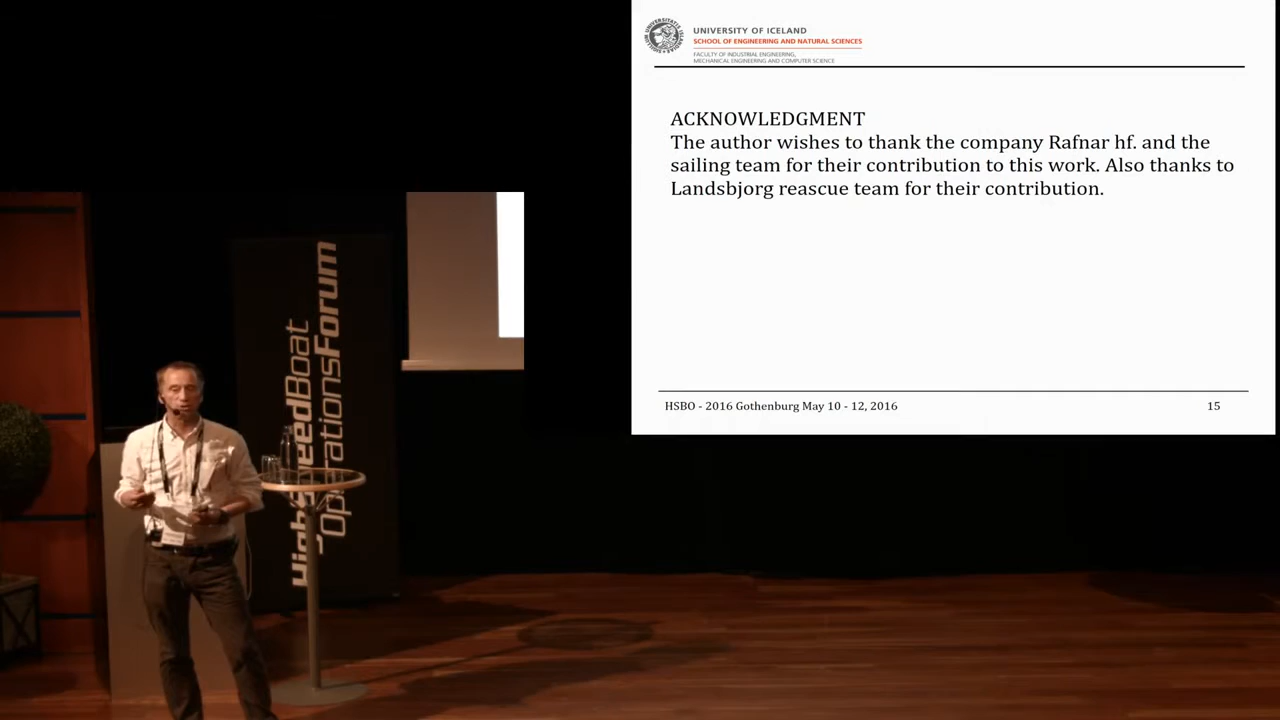 UNIVERSITY OF ICELAND
SCHOOL OF ENGINEERING AND NATURAL SCIENCES
FACULTY OF INDUSTRIAL ENGINEERING,
MECHANICAL ENGINEERING AND COMPUTER SCIENCE
ACKNOWLEDGMENT
The author wishes to thank the company Rafnar hf. and the
sailing team for their contribution to this work. Also thanks to
Landsbjorg reascue team for their contribution.
HSBO - 2016 Gothenburg May 10 - 12, 2016
15
HighSpeedBoat
OperationsForum